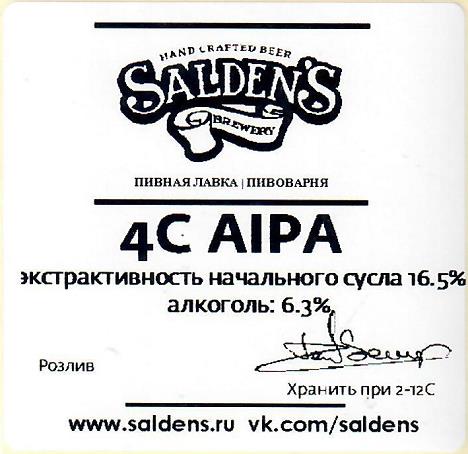 HAND CRAFTED BEER
SALDEN'S
BREWERY
ПИВНАЯ ЛАВКА | ПИВОВАРНЯ
4C AIPA
экстрактивность начального сусла 16.5%
алкоголь: 6.3%
Розлив
Хранить при 2-12С
www.saldens.ru vk.com/saldens